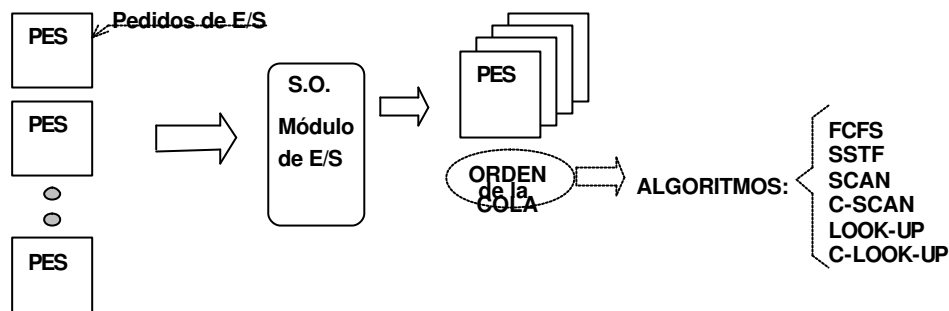 PES
Pedidos de E/S
PES
PES
S.O.
Módulo
de E/S
PES
ORDEN
de la
COLA
ALGORITMOS:
FCFS
SSTF
SCAN
C-SCAN
LOOK-UP
C-LOOK-UP